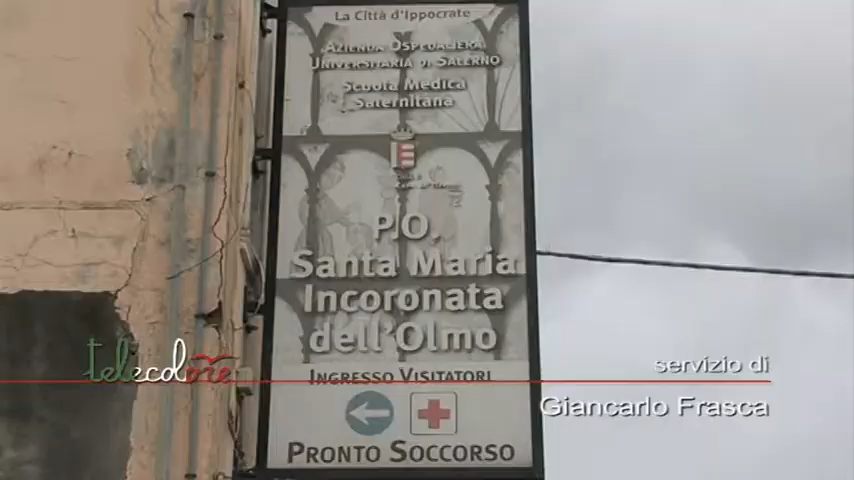 La Città d'Ippocrate
Azienda Ospedaliera
Universitaria di Salerno
Scuola Medica
Salernitana
P.O.
Santa Maria
Incoronata
dell'Olmo
Ingresso Visitatori
Pronto Soccorso
telecolore
servizio di
Giancarlo Frasca